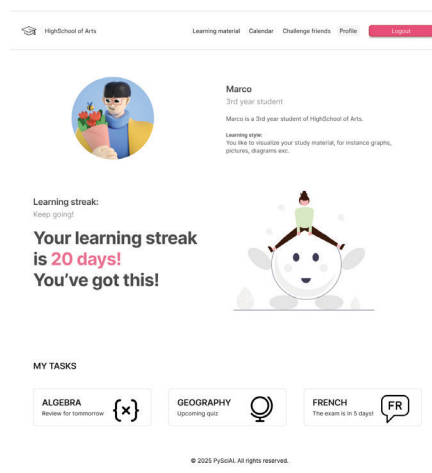 HighSchool of Arts
Learning material Calendar Challenge friends Profile Logout
Marco
3rd year student
Marco is a 3rd year student of HighSchool of Arts.
Learning style:
You like to visualize your study material, for instance graphs,
pictures, diagrams exc.
Learning streak:
Keep going!
Your learning streak
is 20 days!
You've got this!
MY TASKS
ALGEBRA
Review for tommorrow
{×}
GEOGRAPHY
Upcoming quiz
FRENCH
The exam is in 5 days!
FR
© 2025 PySciAI. All rights reserved.